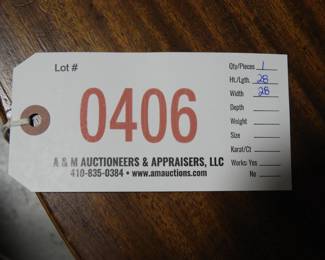 Lot #
0406
A & M AUCTIONEERS & APPRAISERS, LLC
410-835-0384 • www.amauctions.com
Qty/Pieces 1
Ht./Lgth. 28
Width 28
Depth
Weight
Size
Karat/Ct
Works: Yes
No